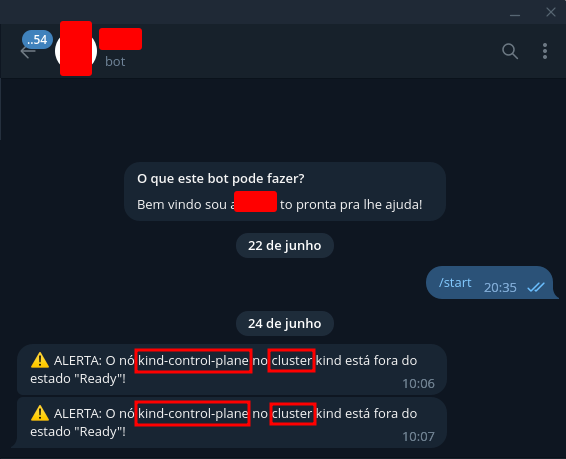 ..54
bot
O que este bot pode fazer?
Bem vindo sou to pronta pra lhe ajuda!
22 de junho
/start 20:35
24 de junho
⚠️ ALERTA: O nó kind-control-plane no cluster kind está fora do
estado "Ready"!
10:06
⚠️ ALERTA: O nó kind-control-plane no cluster kind está fora do
estado "Ready"!
10:07